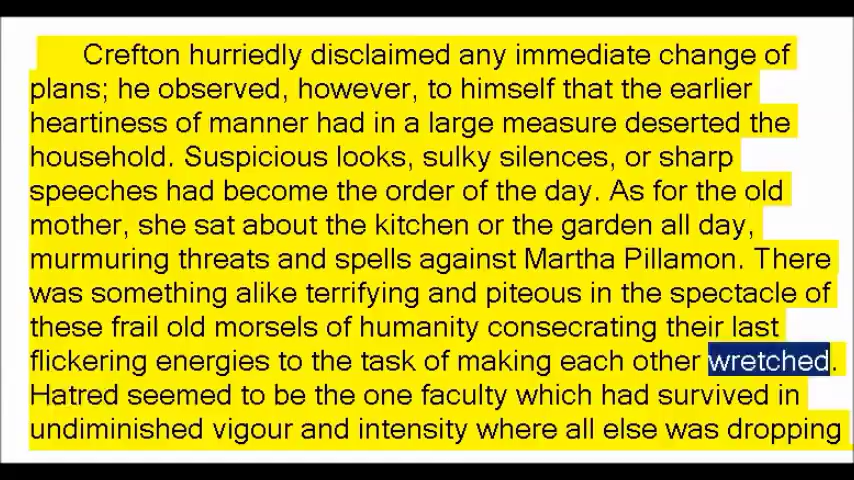 Crefton hurriedly disclaimed any immediate change of
plans; he observed, however, to himself that the earlier
heartiness of manner had in a large measure deserted the
household. Suspicious looks, sulky silences, or sharp
speeches had become the order of the day. As for the old
mother, she sat about the kitchen or the garden all day,
murmuring threats and spells against Martha Pillamon. There
was something alike terrifying and piteous in the spectacle of
these frail old morsels of humanity consecrating their last
flickering energies to the task of making each other wretched.
Hatred seemed to be the one faculty which had survived in
undiminished vigour and intensity where all else was dropping